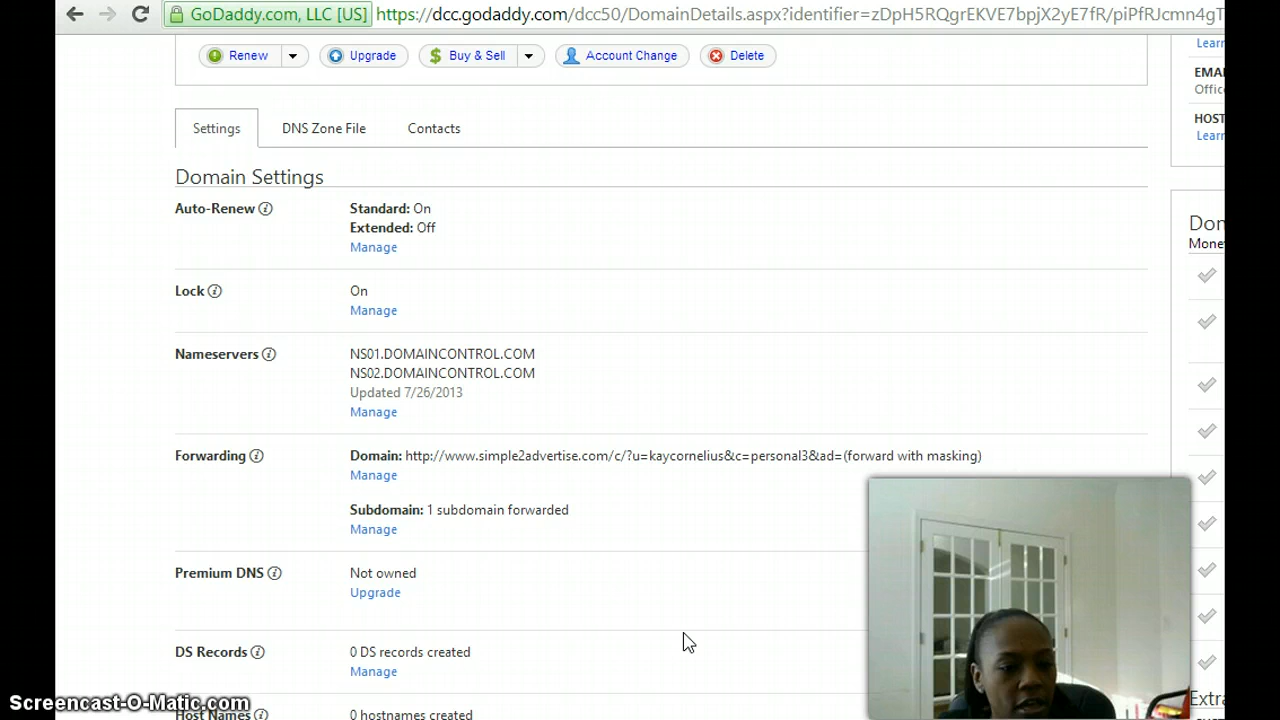 GoDaddy.com, LLC [US] https://dcc.godaddy.com/dcc50/DomainDetails.aspx?identifier=zDpH5RQgrEKVE7bpjX2yE7fR/piPfRJcmn4gT
Renew Upgrade $ Buy & Sell Account Change Delete
Learn
EMA
Office
HOST
Learn
Settings DNS Zone File Contacts
Domain Settings
Auto-Renew Standard: On
Extended: Off
Manage
Lock On
Manage
Nameservers NS01.DOMAINCONTROL.COM
NS02.DOMAINCONTROL.COM
Updated 7/26/2013
Manage
Forwarding Domain: http://www.simple2advertise.com/c/?u=kaycornelius&c=personal3&ad=(forward with masking)
Manage
Subdomain: 1 subdomain forwarded
Manage
Premium DNS Not owned
Upgrade
DS Records 0 DS records created
Manage
Host Names 0 hostnames created
Dor
Mone
Extra
Screencast-O-Matic.com